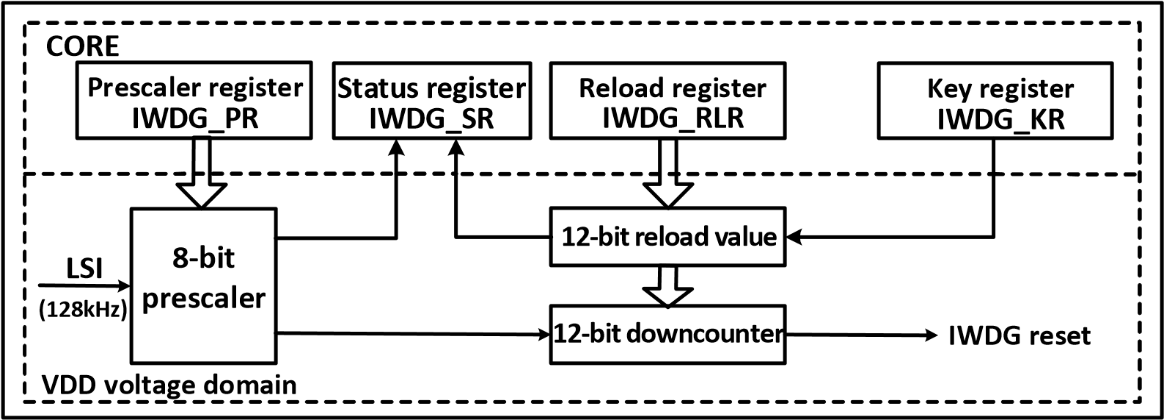 CORE
Prescaler register
IWDG_PR
Status register
IWDG_SR
Reload register
IWDG_RLR
Key register
IWDG_KR
8-bit
prescaler
LSI
(128kHz)
12-bit reload value
12-bit downcounter
IWDG reset
VDD voltage domain